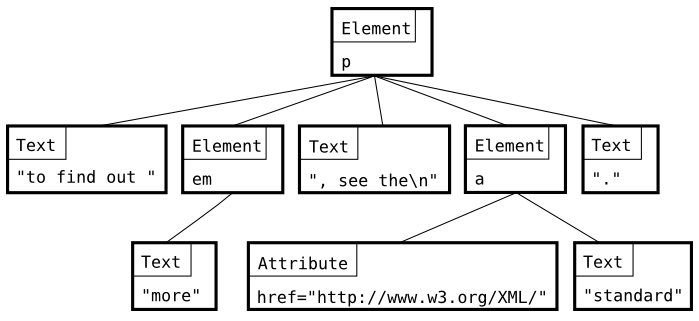 Element
p
Text
"to find out "
Element
em
Text
", see the\n"
Element
a
Text
"."
Text
"more"
Attribute
href="http://www.w3.org/XML/"
Text
"standard"